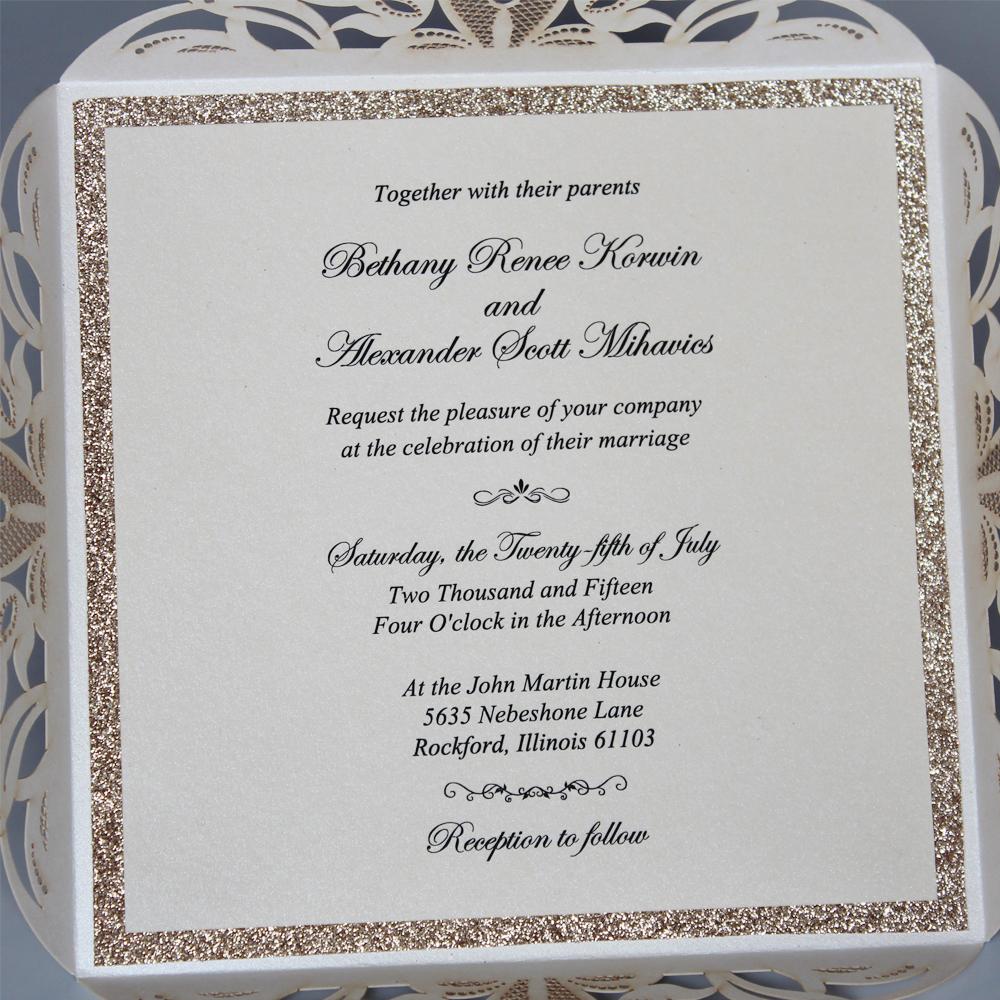 Together with their parents
Bethany Renee Korwin
and
Alexander Scott Mihavics
Request the pleasure of your company
at the celebration of their marriage
Saturday, the Twenty-fifth of July
Two Thousand and Fifteen
Four O'clock in the Afternoon
At the John Martin House
5635 Nebeshone Lane
Rockford, Illinois 61103
Reception to follow